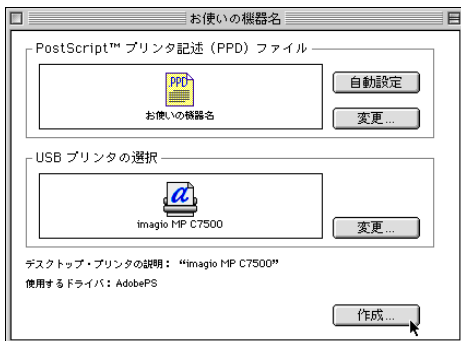 お使いの機器名
PostScript™ プリンタ記述（PPD）ファイル
PPD
お使いの機器名
自動設定
変更...
USB プリンタの選択
a
imagio MP C7500
変更...
デスクトップ・プリンタの説明： “imagio MP C7500”
使用するドライバ：AdobePS
作成...